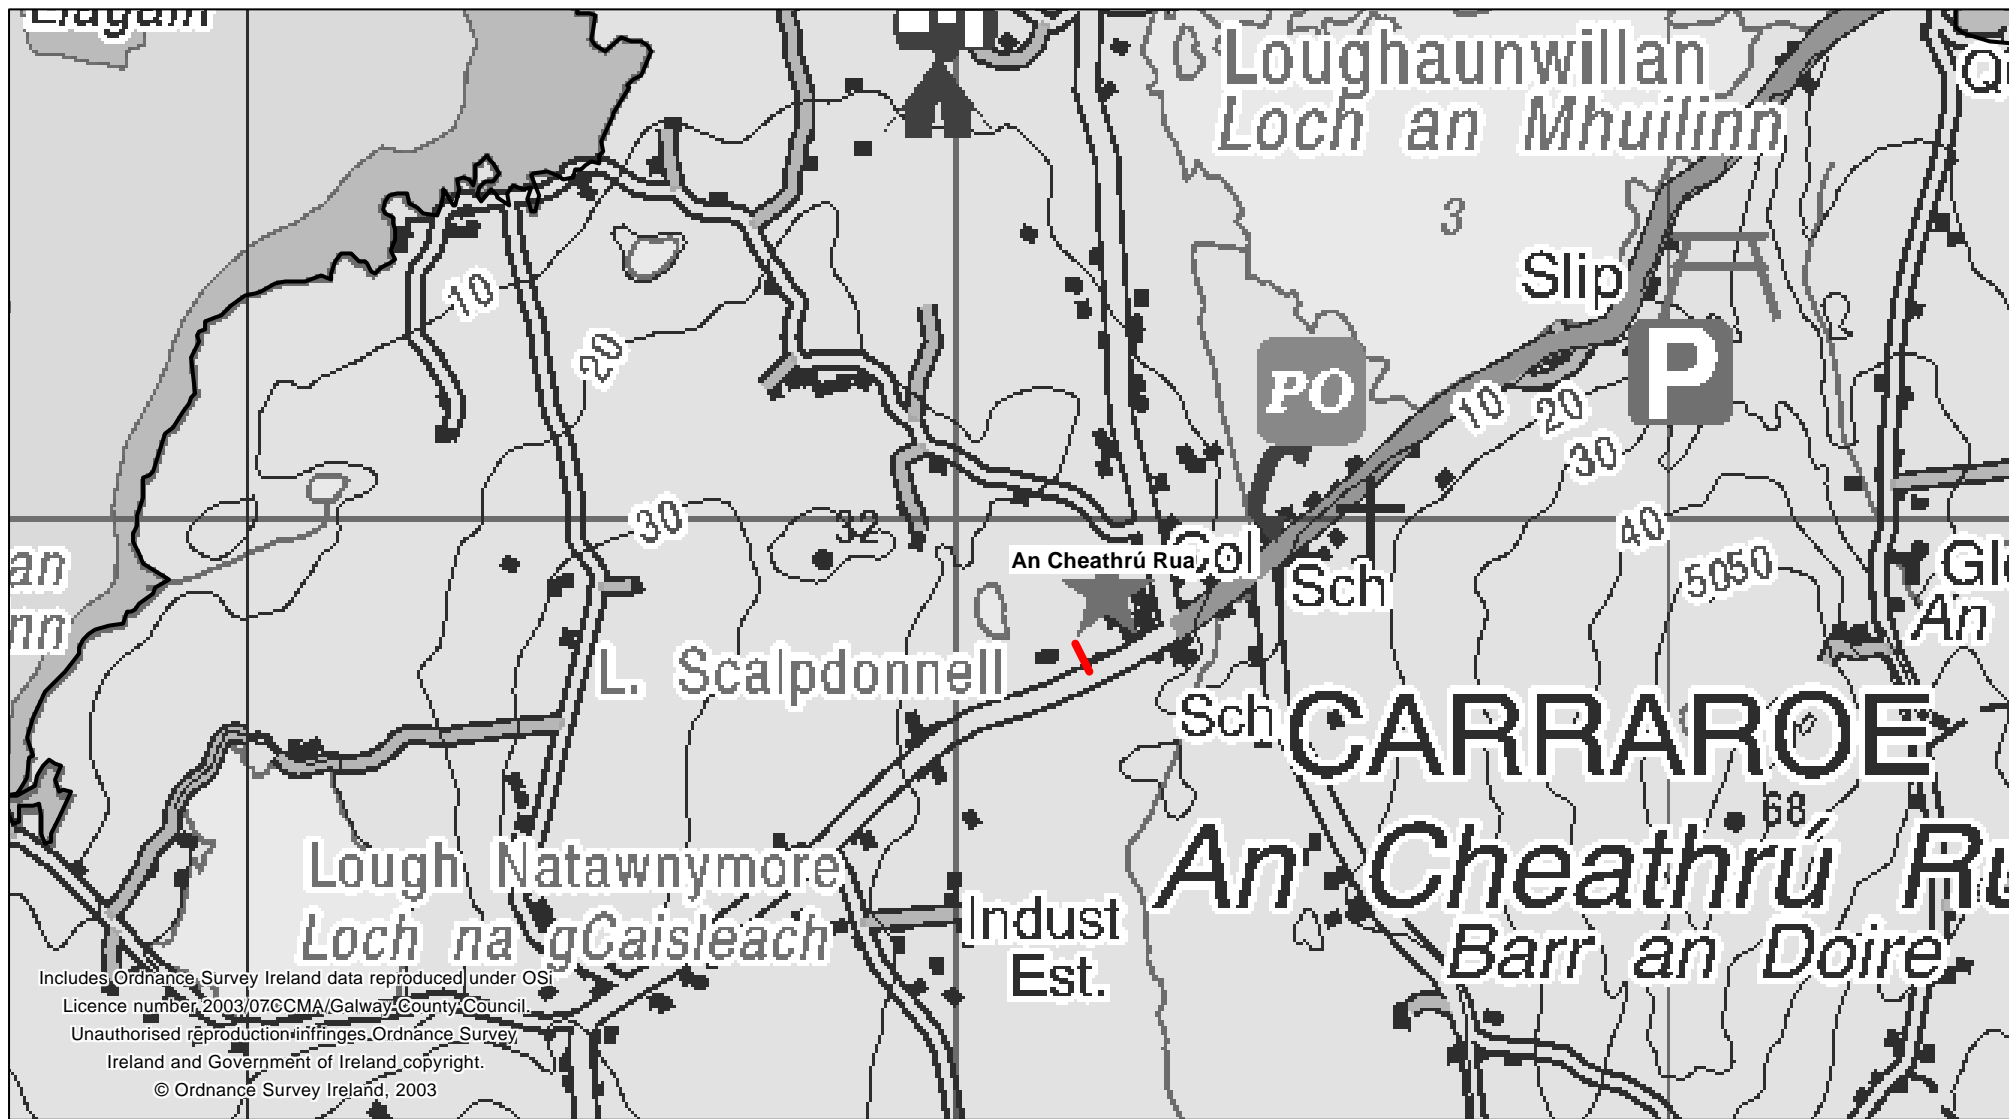 Loughaunwillan
Loch an Mhuilinn
3
Slip
P
PO
10
20
10
20
30
40
5050
30
32
An Cheathrú Rua
Col
Sch
an
An
L. Scalpdonnell
Sch
CARRAROE
68
An Cheathrú
Barr an Doire
Lough Natawnymore
Loch na gCaisleach
Indust
Est.
Includes Ordnance Survey Ireland data reproduced under OSi
Licence number 2003/07CCMA/Galway County Council.
Unauthorised reproduction infringes Ordnance Survey
Ireland and Government of Ireland copyright.
© Ordnance Survey Ireland, 2003